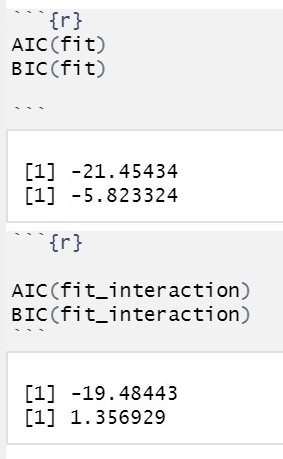 ```{r}
AIC(fit)
BIC(fit)
```
[1] -21.45434
[1] -5.823324
```{r}
AIC(fit_interaction)
BIC(fit_interaction)
```
[1] -19.48443
[1] 1.356929